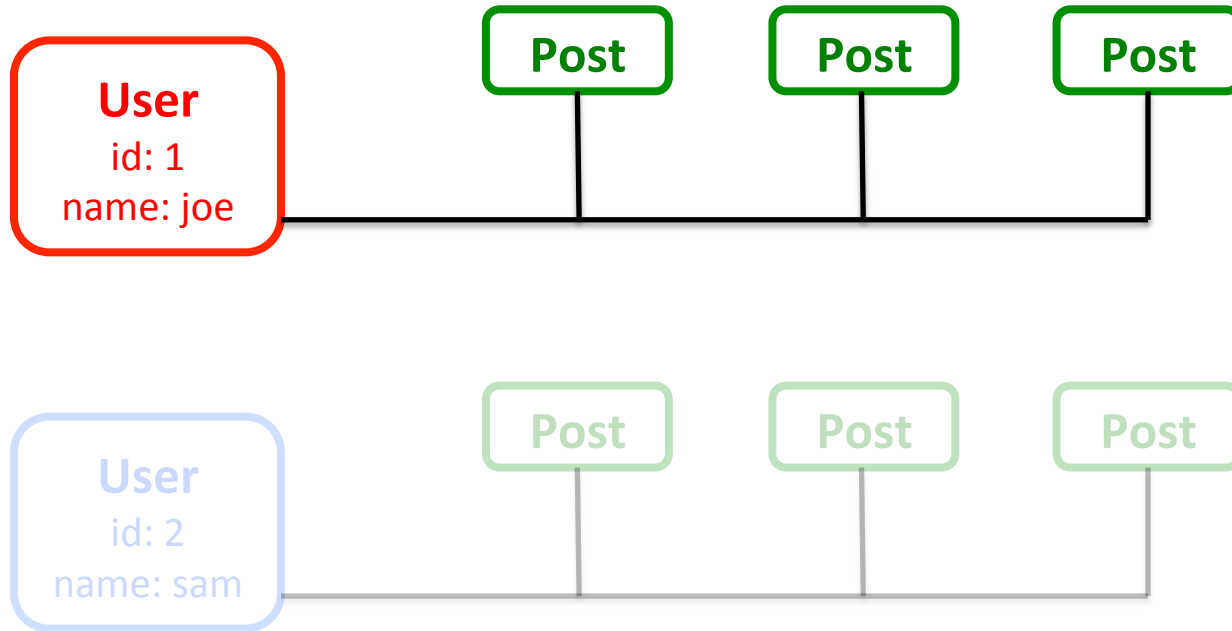 User
id: 1
name: joe
Post
Post
Post
User
id: 2
name: sam
Post
Post
Post